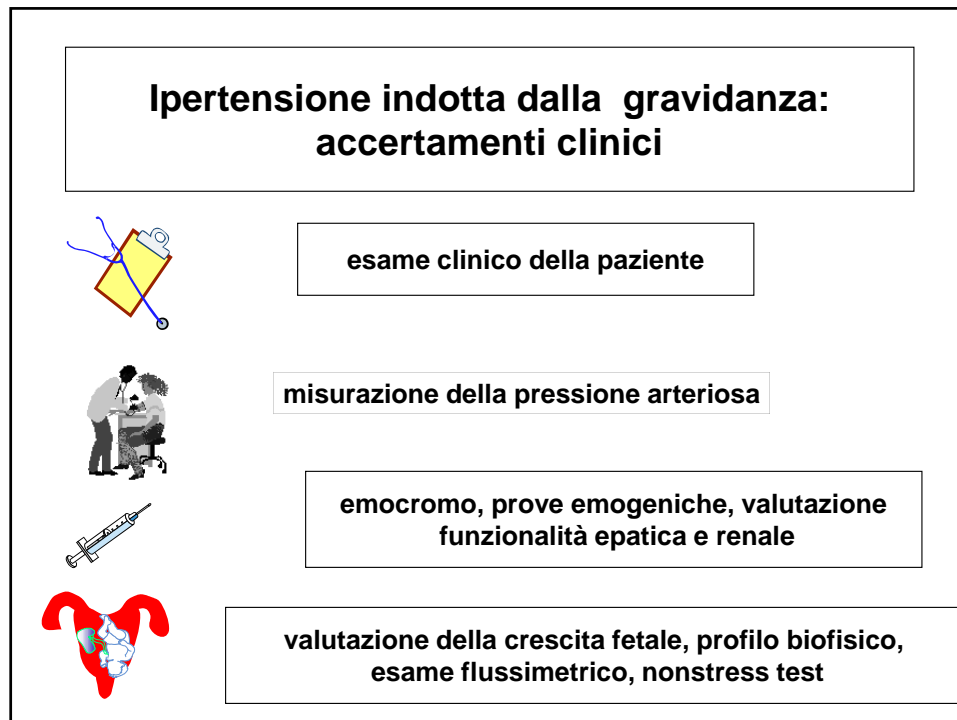 Ipertensione indotta dalla gravidanza:
accertamenti clinici
esame clinico della paziente
misurazione della pressione arteriosa
emocromo, prove emogeniche, valutazione
funzionalità epatica e renale
valutazione della crescita fetale, profilo biofisico,
esame flussimetrico, nonstress test